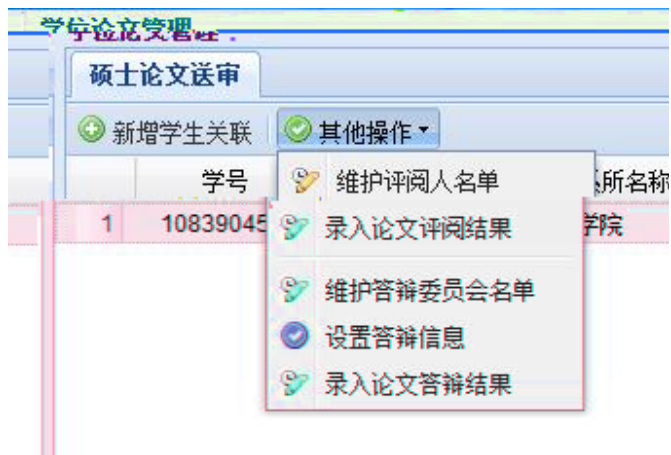 学位论文管理
硕士论文送审
新增学生关联 其他操作
学号 所名称
维护评阅人名单
1 10839045 学院
录入论文评阅结果
维护答辩委员会名单
设置答辩信息
录入论文答辩结果